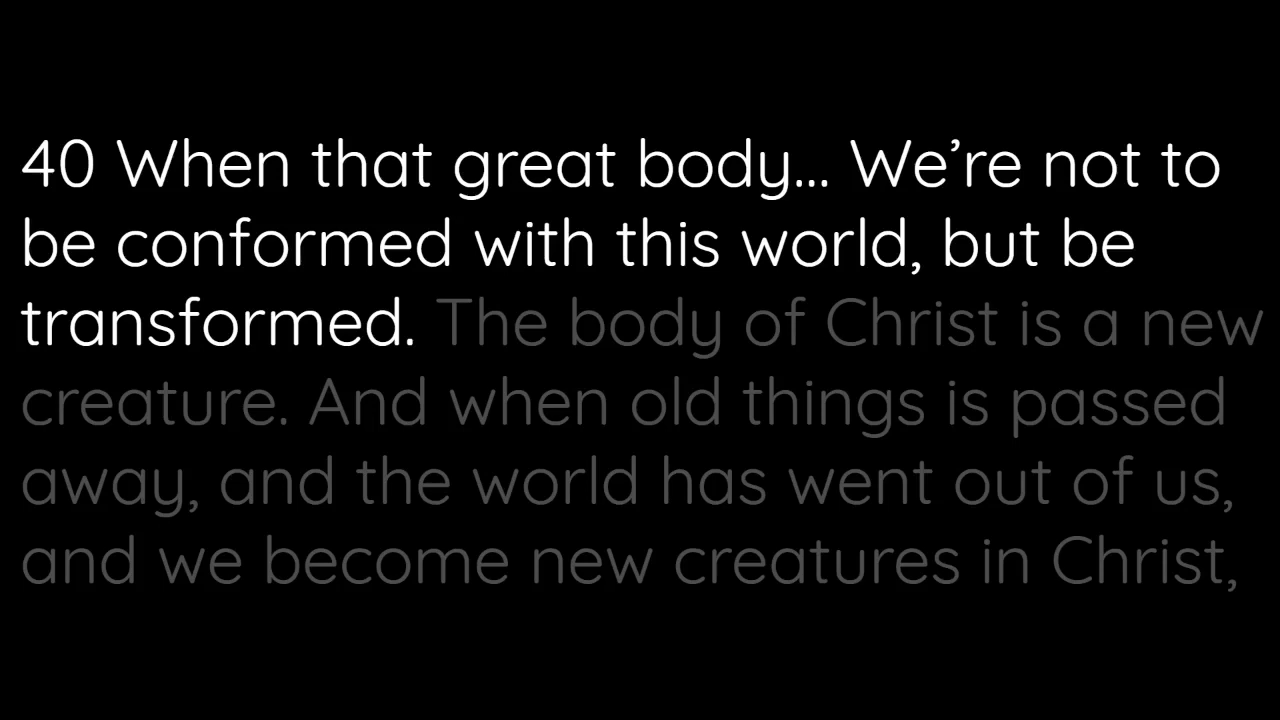 40 When that great body... We’re not to
be conformed with this world, but be
transformed. The body of Christ is a new
creature. And when old things is passed
away, and the world has went out of us,
and we become new creatures in Christ,